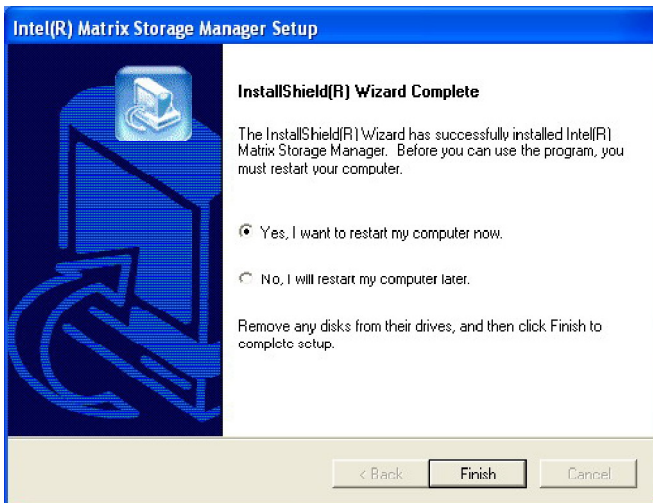 Intel(R) Matrix Storage Manager Setup
InstallShield(R) Wizard Complete
The InstallShield(R) Wizard has successfully installed Intel(R)
Matrix Storage Manager. Before you can use the program, you
must restart your computer.
Yes, I want to restart my computer now.
No, I will restart my computer later.
Remove any disks from their drives, and then click Finish to
complete setup.
< Back Finish Cancel